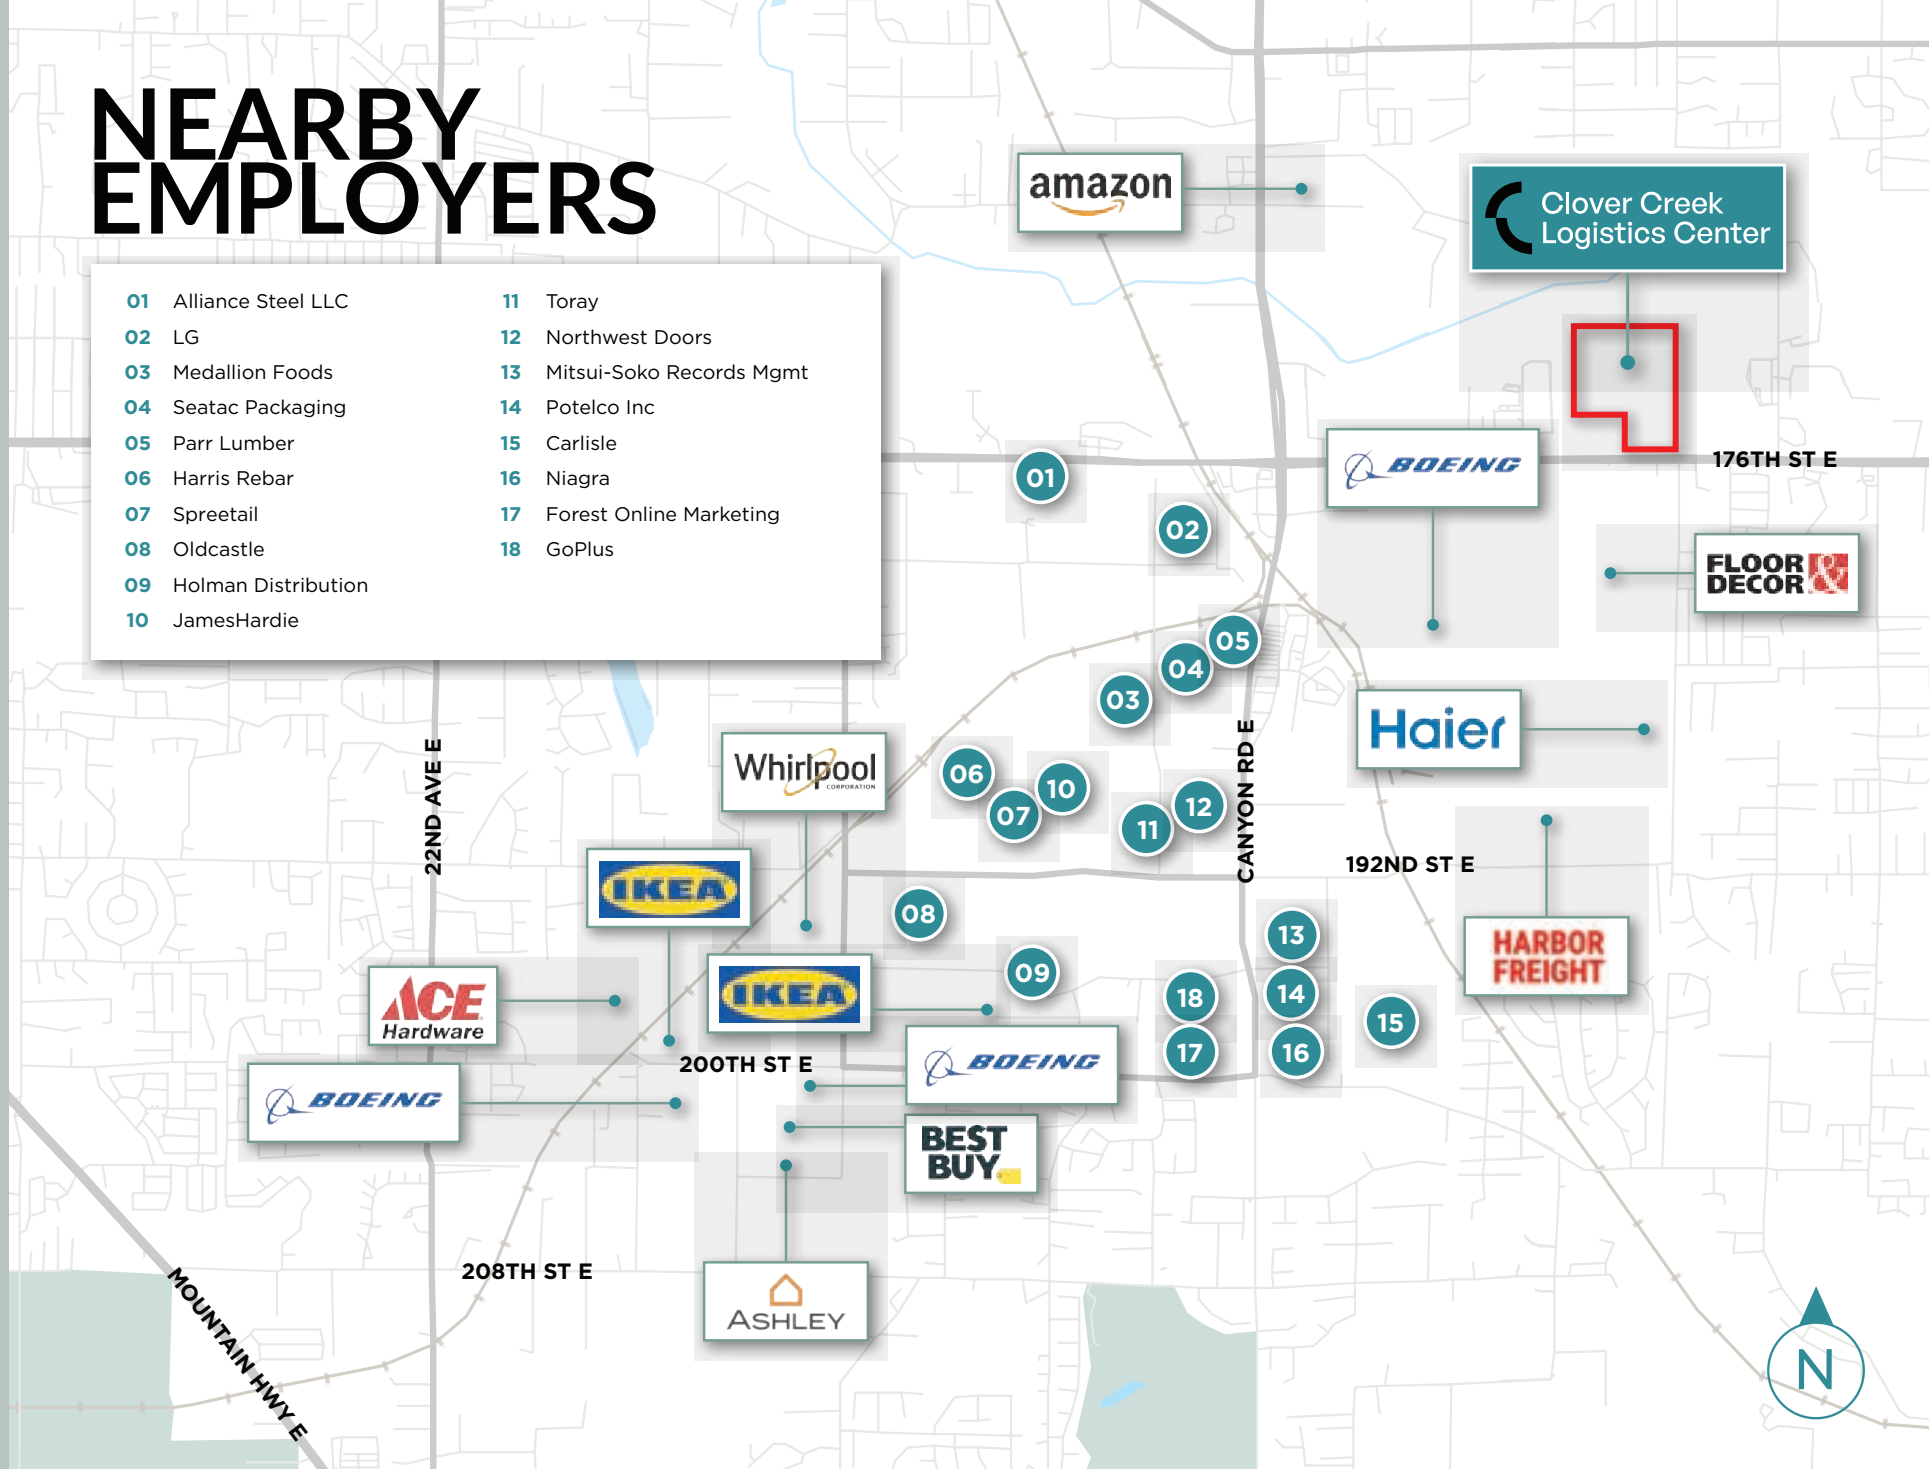 NEARBY
EMPLOYERS
01 Alliance Steel LLC
02 LG
03 Medallion Foods
04 Seatac Packaging
05 Parr Lumber
06 Harris Rebar
07 Spreetail
08 Oldcastle
09 Holman Distribution
10 JamesHardie
11 Toray
12 Northwest Doors
13 Mitsui-Soko Records Mgmt
14 Potelco Inc
15 Carlisle
16 Niagra
17 Forest Online Marketing
18 GoPlus
amazon
Clover Creek
Logistics Center
BOEING
176TH ST E
01
02
FLOOR &
DECOR
05
04
03
Haier
22ND AVE E
Whirlpool
CORPORATION
06
10
07
12
11
CANYON RD E
192ND ST E
IKEA
08
13
HARBOR
FREIGHT
ACE
Hardware
IKEA
09
18
14
15
200TH ST E
BOEING
17
16
BOEING
BEST
BUY
208TH ST E
ASHLEY
MOUNTAIN HWY E
N